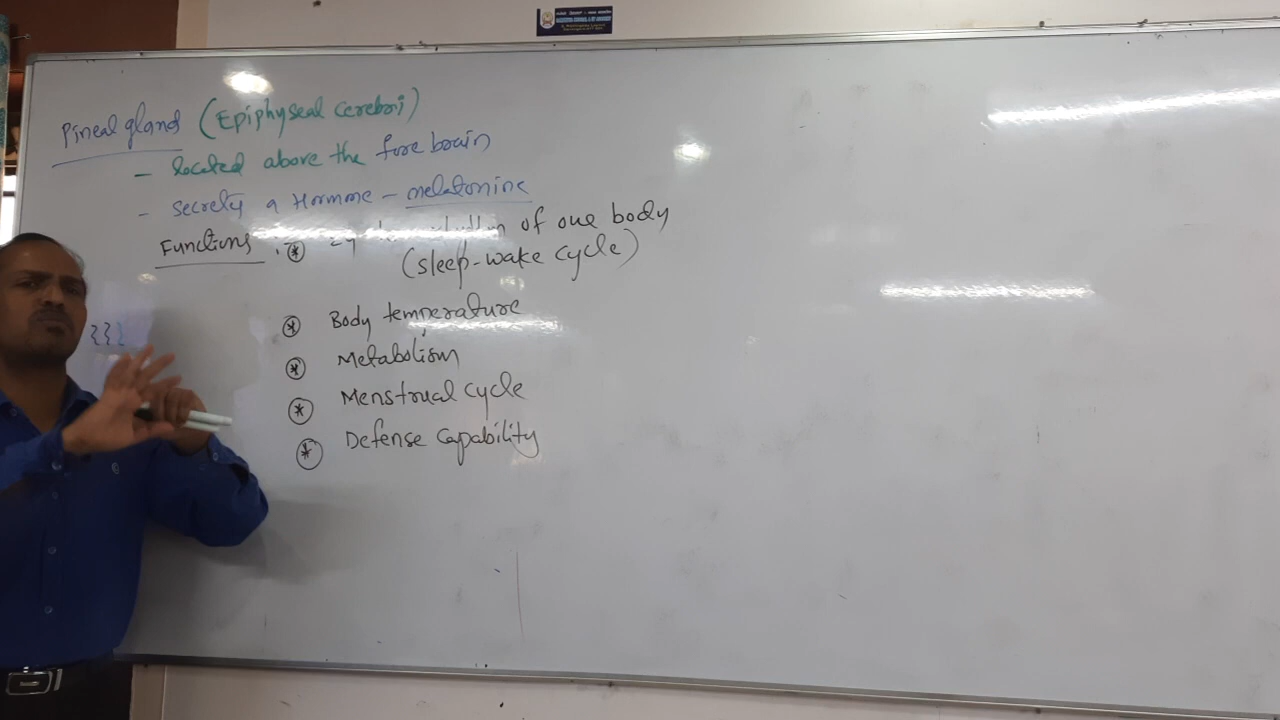 Pineal gland (Epiphyseal cerebri)
- located above the fore brain
- secrety a Hormone - melatonine
Functions : of our body
(sleep-wake cycle)
* Body temperature
* Metabolism
* Menstrual cycle
* Defense capability